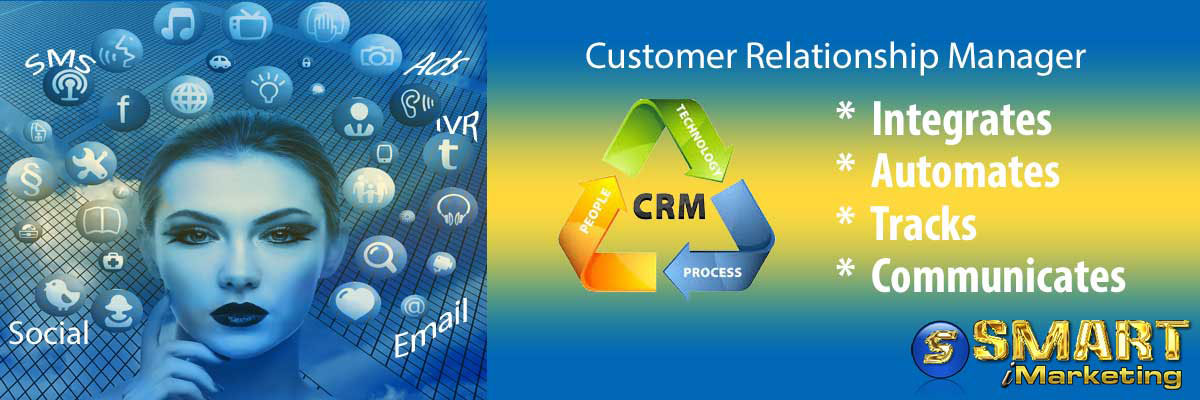 SMS
Ads
IVR
f
t
§
@
Social
Email
Customer Relationship Manager
TECHNOLOGY
PEOPLE
CRM
PROCESS
* Integrates
* Automates
* Tracks
* Communicates
S SMART
iMarketing